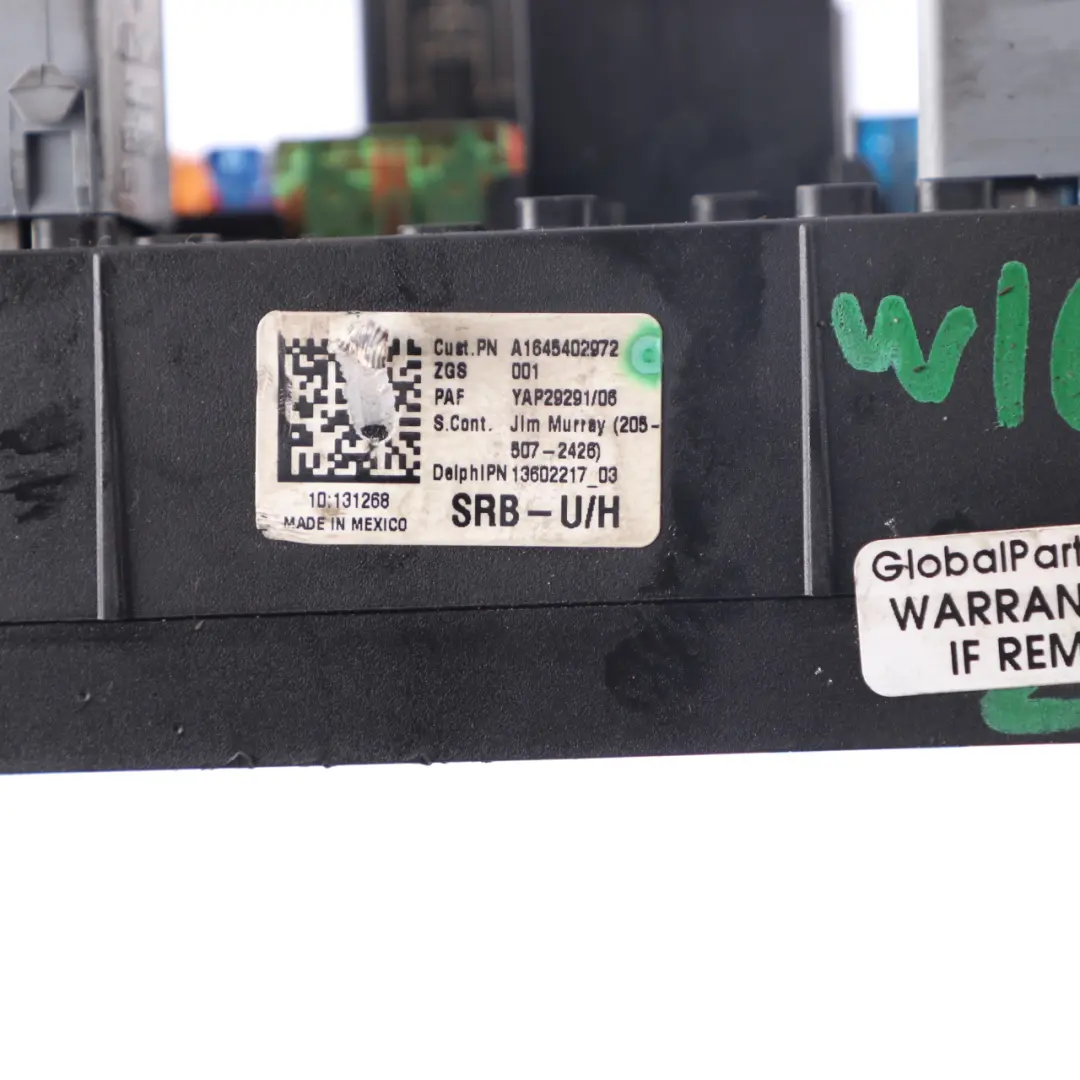 Cust.PN A1645402972
ZGS 001
PAF YAP29291/06
S.Cont. Jim Murray (205-
507-2426)
DelphiPN 13602217_03
10:131268
MADE IN MEXICO
SRB-U/H
GlobalPart
WARRAN
IF REM